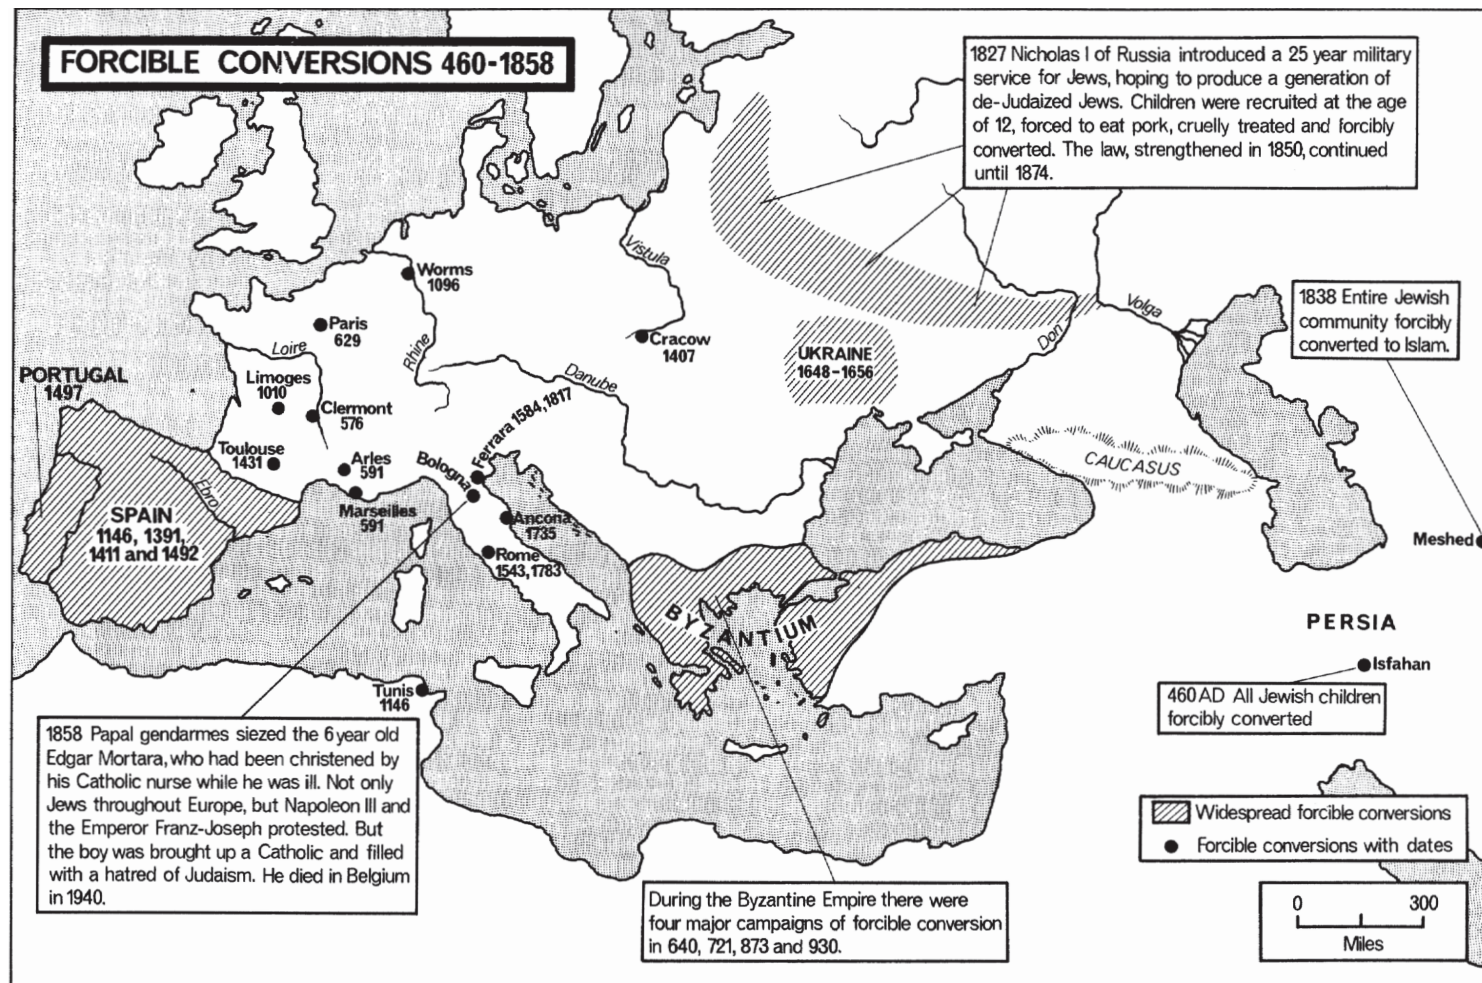 FORCIBLE CONVERSIONS 460-1858
1827 Nicholas I of Russia introduced a 25 year military
service for Jews, hoping to produce a generation of
de-Judaized Jews. Children were recruited at the age
of 12, forced to eat pork, cruelly treated and forcibly
converted. The law, strengthened in 1850, continued
until 1874.
1838 Entire Jewish
community forcibly
converted to Islam.
Worms
1096
Paris
629
Loire
Rhine
Vistula
Cracow
1407
UKRAINE
1648-1656
Don
Volga
PORTUGAL
1497
Limoges
1010
Clermont
576
Danube
Toulouse
1431
Arles
591
Marseilles
591
Bologna
Ferrara 1584, 1817
Ancona
1735
Rome
1543, 1783
Ebro
SPAIN
1146, 1391,
1411 and 1492
CAUCASUS
Meshed
BYZANTIUM
PERSIA
Isfahan
460 AD All Jewish children
forcibly converted
Tunis
1146
1858 Papal gendarmes siezed the 6 year old
Edgar Mortara, who had been christened by
his Catholic nurse while he was ill. Not only
Jews throughout Europe, but Napoleon III and
the Emperor Franz-Joseph protested. But
the boy was brought up a Catholic and filled
with a hatred of Judaism. He died in Belgium
in 1940.
During the Byzantine Empire there were
four major campaigns of forcible conversion
in 640, 721, 873 and 930.
Widespread forcible conversions
Forcible conversions with dates
0 300
Miles